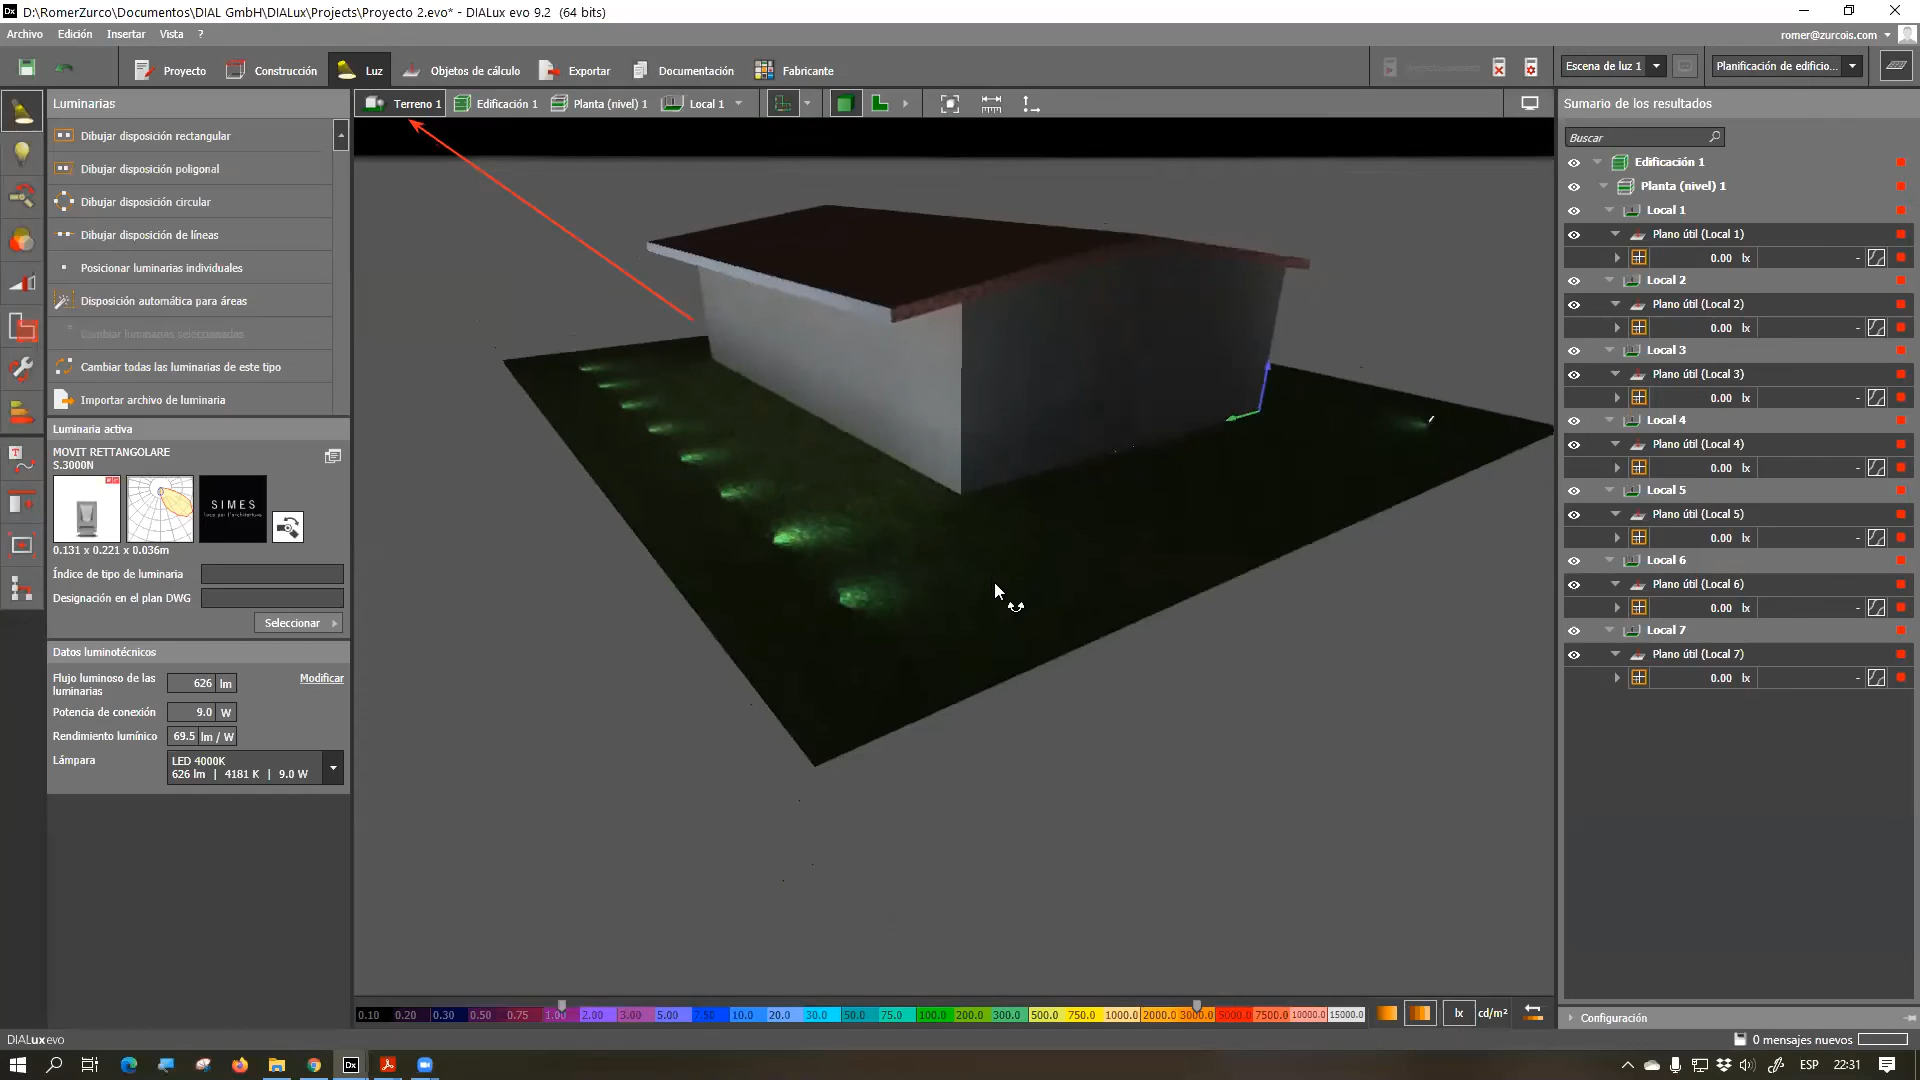 D:\RomerZurco\Documentos\DIAL GmbH\DIALux\Projects\Proyecto 2.evo* - DIALux evo 9.2 (64 bits)
Archivo Edición Insertar Vista ?
romer@zurcois.com
Proyecto Construcción Luz Objetos de cálculo Exportar Documentación Fabricante
Escena de luz 1 Planificación de edificio...
Luminarias
Terreno 1 Edificación 1 Planta (nivel) 1 Local 1
Sumario de los resultados
Dibujar disposición rectangular
Dibujar disposición poligonal
Dibujar disposición circular
Dibujar disposición de líneas
Posicionar luminarias individuales
Disposición automática para áreas
Cambiar luminarias seleccionadas
Cambiar todas las luminarias de este tipo
Importar archivo de luminaria
Luminaria activa
MOVIT RETTANGOLARE
S.3000N
SIMES
0.131 x 0.221 x 0.036m
Índice de tipo de luminaria
Designación en el plan DWG
Seleccionar
Datos luminotécnicos
Flujo luminoso de las
luminarias
626 lm
Modificar
Potencia de conexión 9.0 W
Rendimiento lumínico 69.5 lm / W
Lámpara
LED 4000K
626 lm | 4181 K | 9.0 W
Buscar
Edificación 1
Planta (nivel) 1
Local 1
Plano útil (Local 1)
0.00 lx -
Local 2
Plano útil (Local 2)
0.00 lx -
Local 3
Plano útil (Local 3)
0.00 lx -
Local 4
Plano útil (Local 4)
0.00 lx -
Local 5
Plano útil (Local 5)
0.00 lx -
Local 6
Plano útil (Local 6)
0.00 lx -
Local 7
Plano útil (Local 7)
0.00 lx -
0.10 0.20 0.30 0.50 0.75 1.00 2.00 3.00 5.00 7.50 10.0 20.0 30.0 50.0 75.0 100.0 200.0 300.0 500.0 750.0 1000.0 2000.0 3000.0 5000.0 7500.0 10000.0 15000.0 lx cd/m²
Configuración
DIALux evo
0 mensajes nuevos
Dx
ESP 22:31